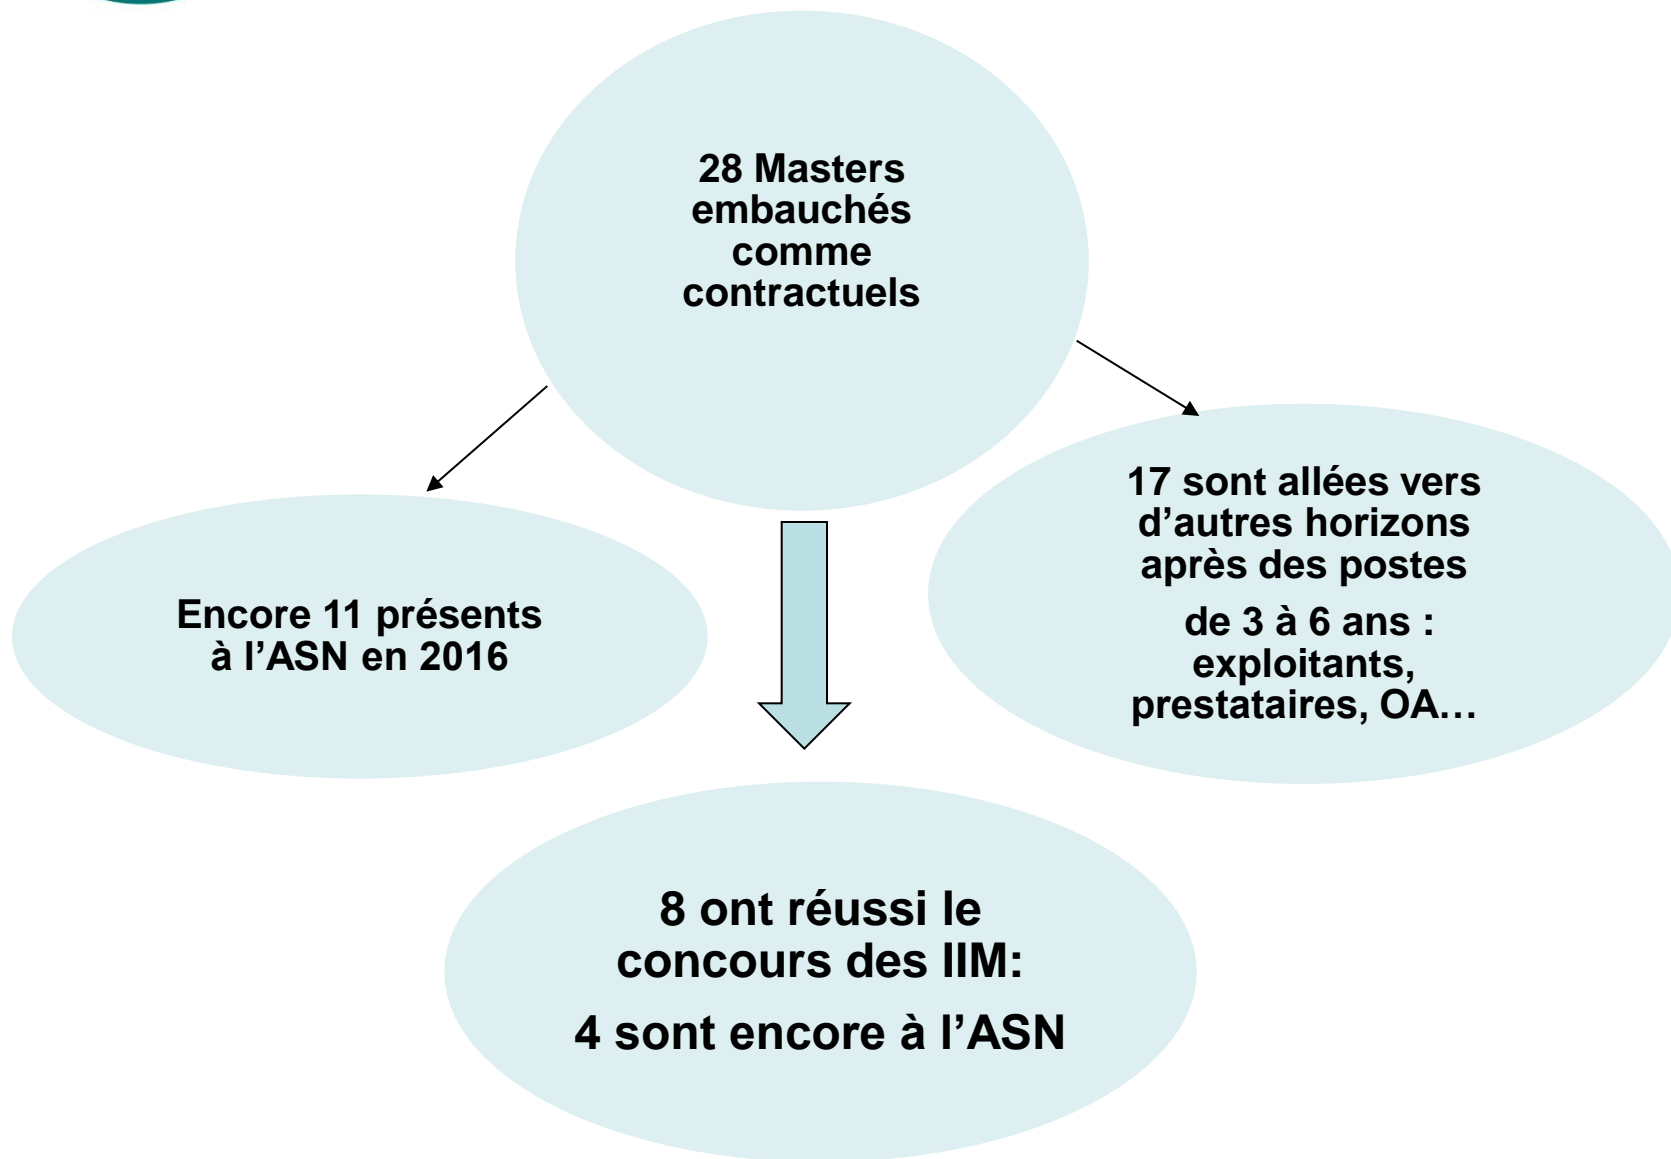 28 Masters
embauchés
comme
contractuels
17 sont allées vers
d’autres horizons
après des postes
de 3 à 6 ans :
exploitants,
prestataires, OA…
Encore 11 présents
à l’ASN en 2016
8 ont réussi le
concours des IIM:
4 sont encore à l’ASN